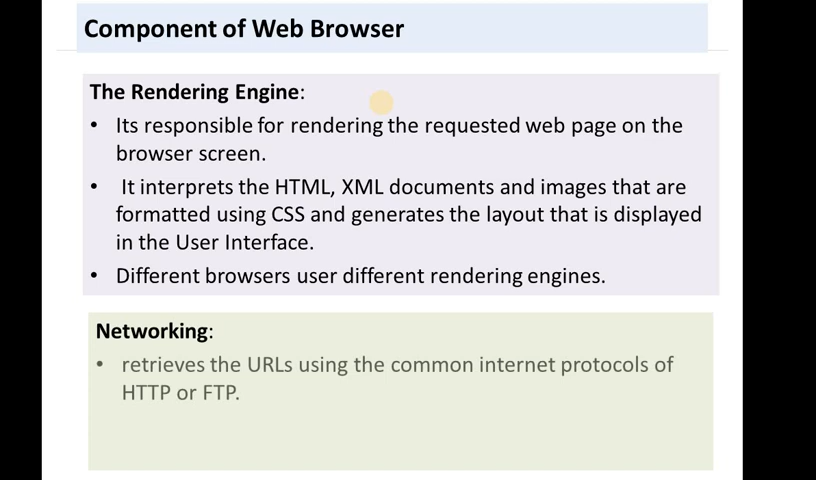 Component of Web Browser
The Rendering Engine:
• Its responsible for rendering the requested web page on the
browser screen.
• It interprets the HTML, XML documents and images that are
formatted using CSS and generates the layout that is displayed
in the User Interface.
• Different browsers user different rendering engines.
Networking:
• retrieves the URLs using the common internet protocols of
HTTP or FTP.